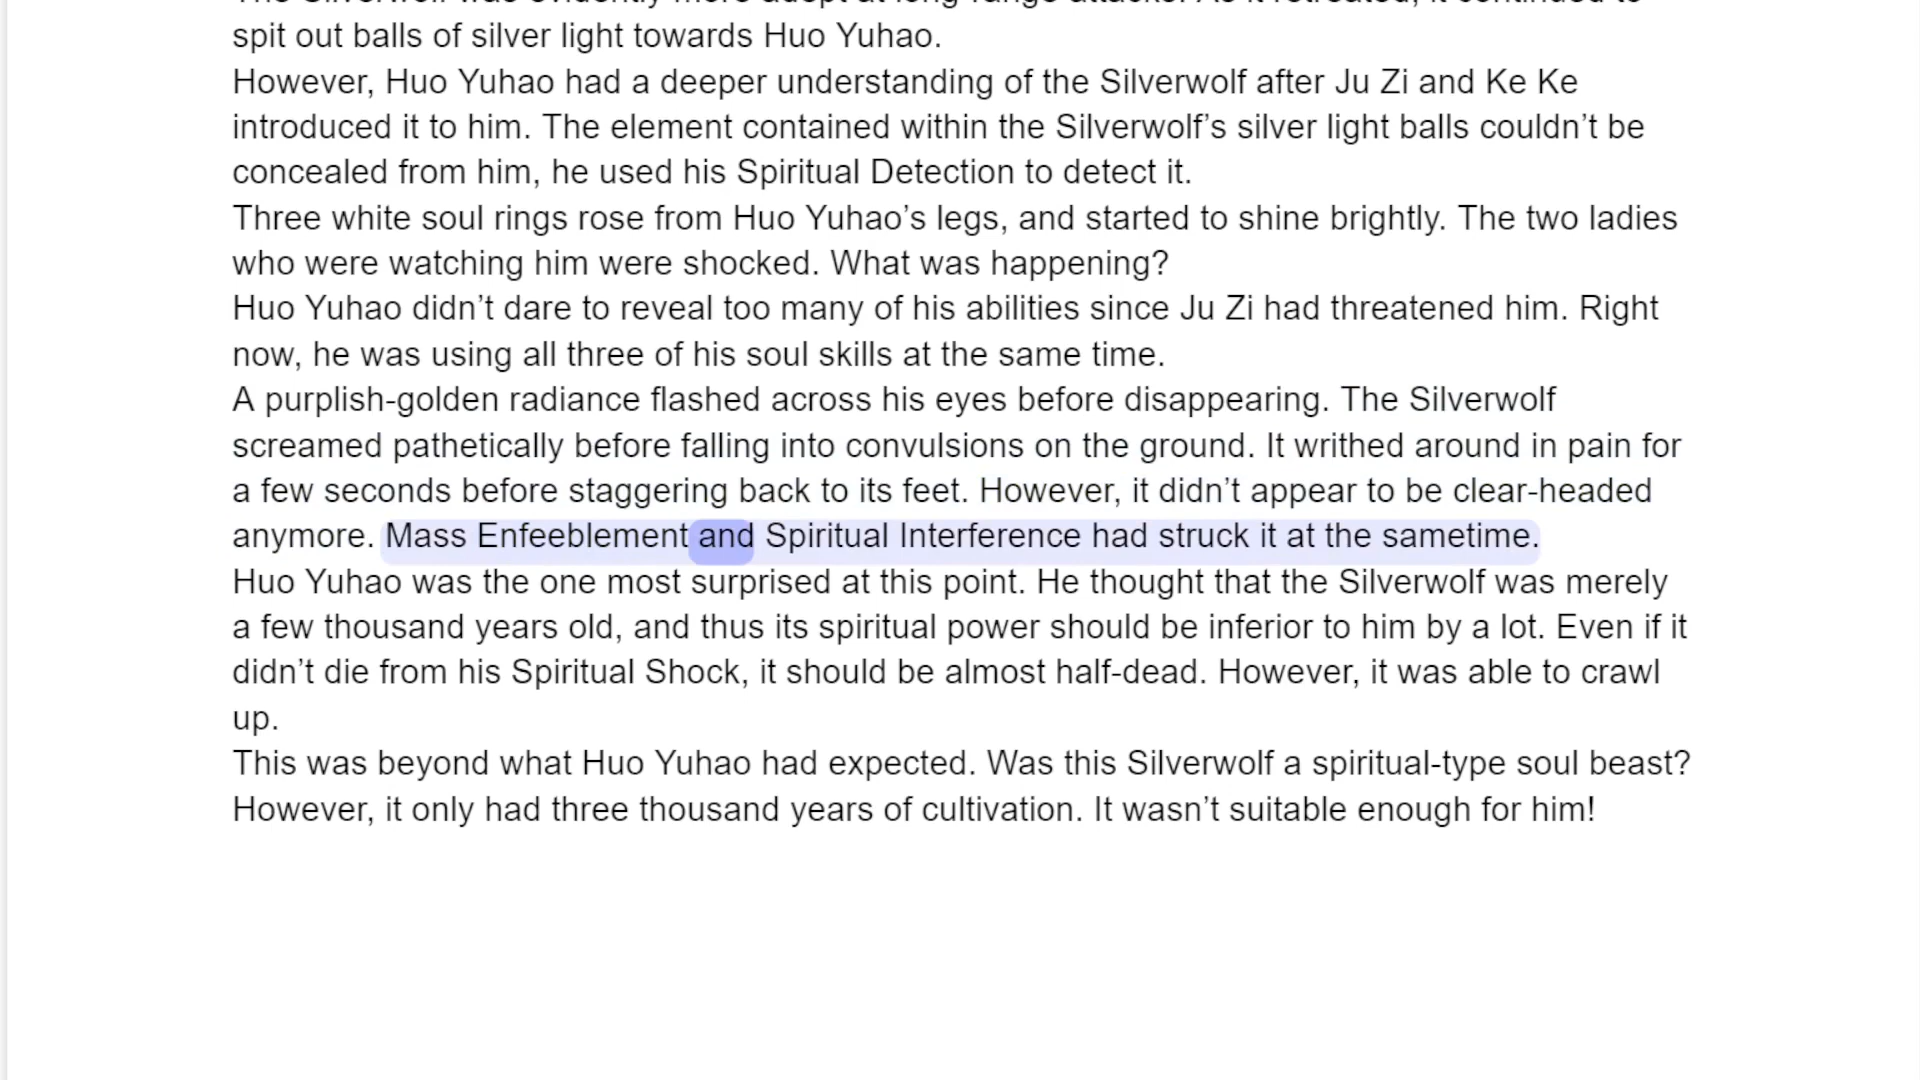 spit out balls of silver light towards Huo Yuhao.
However, Huo Yuhao had a deeper understanding of the Silverwolf after Ju Zi and Ke Ke
introduced it to him. The element contained within the Silverwolf’s silver light balls couldn’t be
concealed from him, he used his Spiritual Detection to detect it.
Three white soul rings rose from Huo Yuhao’s legs, and started to shine brightly. The two ladies
who were watching him were shocked. What was happening?
Huo Yuhao didn’t dare to reveal too many of his abilities since Ju Zi had threatened him. Right
now, he was using all three of his soul skills at the same time.
A purplish-golden radiance flashed across his eyes before disappearing. The Silverwolf
screamed pathetically before falling into convulsions on the ground. It writhed around in pain for
a few seconds before staggering back to its feet. However, it didn’t appear to be clear-headed
anymore. Mass Enfeeblement and Spiritual Interference had struck it at the sametime.
Huo Yuhao was the one most surprised at this point. He thought that the Silverwolf was merely
a few thousand years old, and thus its spiritual power should be inferior to him by a lot. Even if it
didn’t die from his Spiritual Shock, it should be almost half-dead. However, it was able to crawl
up.
This was beyond what Huo Yuhao had expected. Was this Silverwolf a spiritual-type soul beast?
However, it only had three thousand years of cultivation. It wasn’t suitable enough for him!